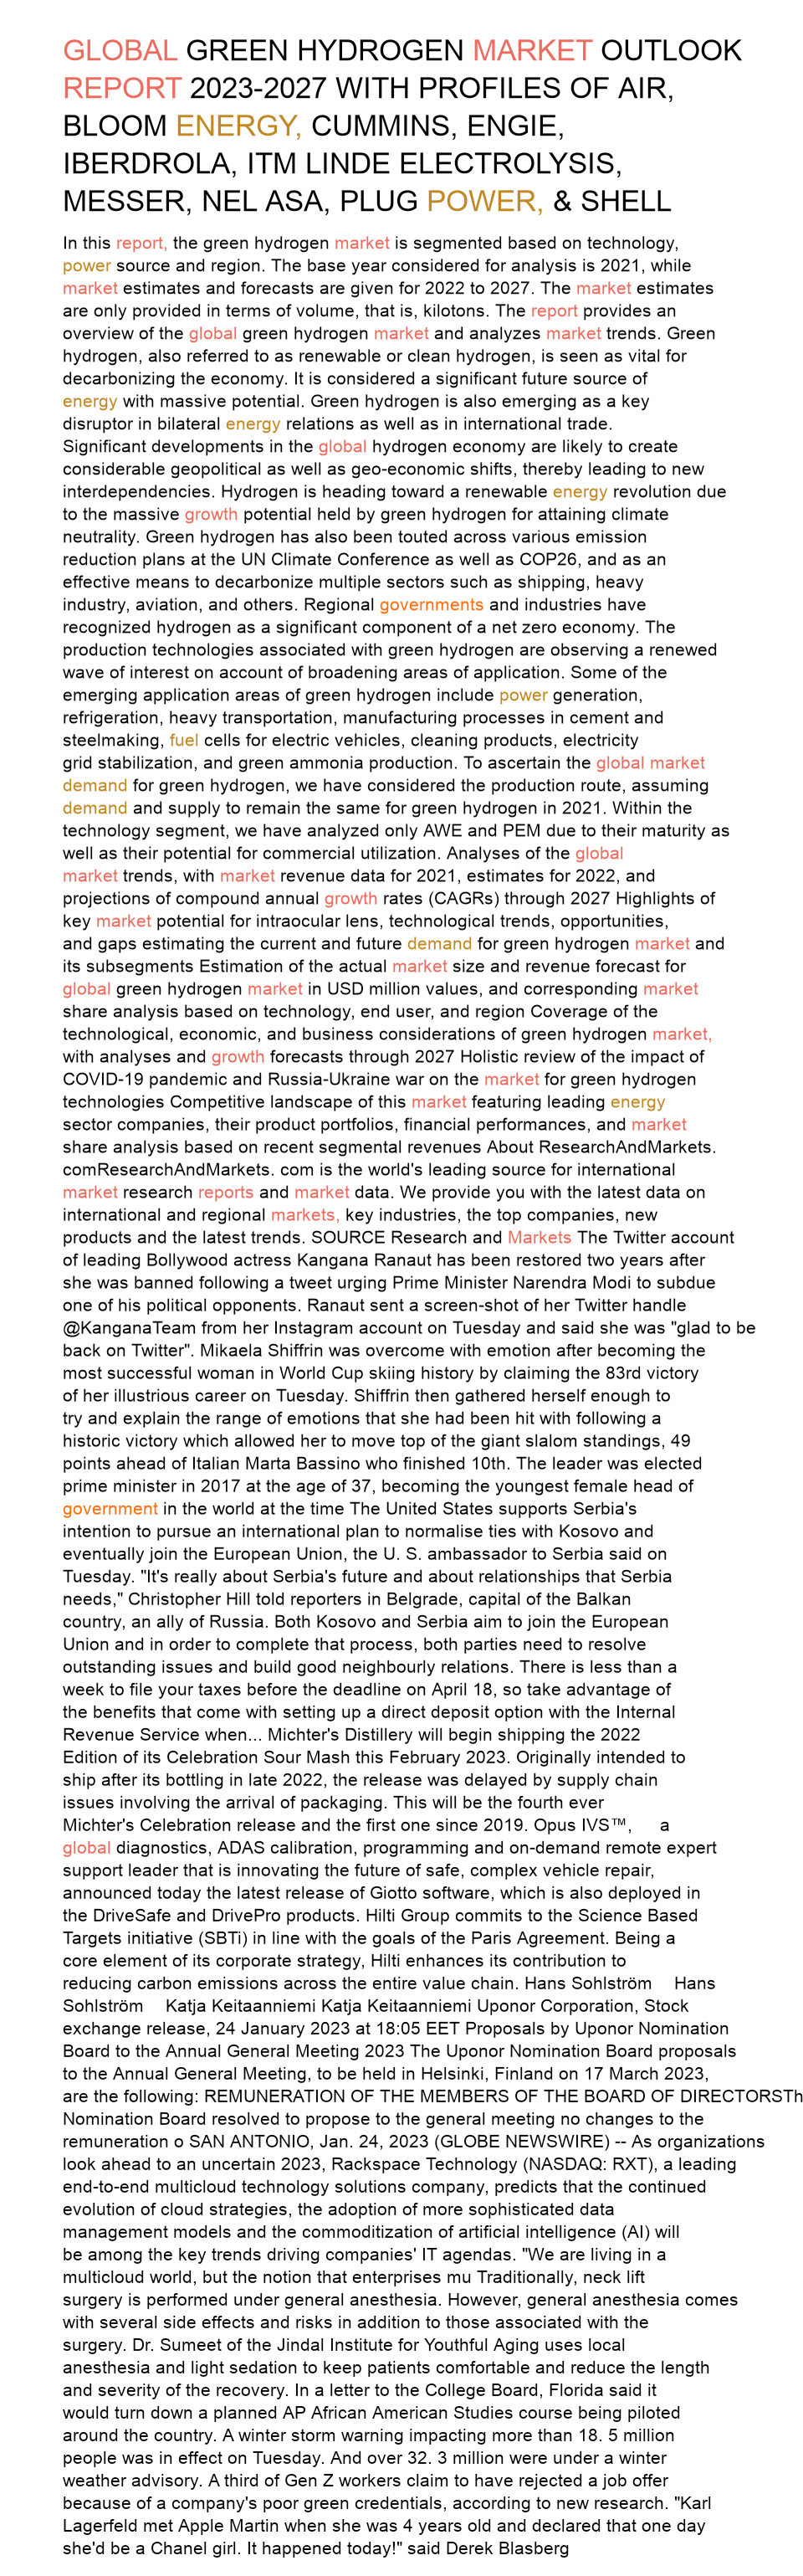 GLOBAL GREEN HYDROGEN MARKET OUTLOOK
REPORT 2023-2027 WITH PROFILES OF AIR,
BLOOM ENERGY, CUMMINS, ENGIE,
IBERDROLA, ITM LINDE ELECTROLYSIS,
MESSER, NEL ASA, PLUG POWER, & SHELL
In this report, the green hydrogen market is segmented based on technology,
power source and region. The base year considered for analysis is 2021, while
market estimates and forecasts are given for 2022 to 2027. The market estimates
are only provided in terms of volume, that is, kilotons. The report provides an
overview of the global green hydrogen market and analyzes market trends. Green
hydrogen, also referred to as renewable or clean hydrogen, is seen as vital for
decarbonizing the economy. It is considered a significant future source of
energy with massive potential. Green hydrogen is also emerging as a key
disruptor in bilateral energy relations as well as in international trade.
Significant developments in the global hydrogen economy are likely to create
considerable geopolitical as well as geo-economic shifts, thereby leading to new
interdependencies. Hydrogen is heading toward a renewable energy revolution due
to the massive growth potential held by green hydrogen for attaining climate
neutrality. Green hydrogen has also been touted across various emission
reduction plans at the UN Climate Conference as well as COP26, and as an
effective means to decarbonize multiple sectors such as shipping, heavy
industry, aviation, and others. Regional governments and industries have
recognized hydrogen as a significant component of a net zero economy. The
production technologies associated with green hydrogen are observing a renewed
wave of interest on account of broadening areas of application. Some of the
emerging application areas of green hydrogen include power generation,
refrigeration, heavy transportation, manufacturing processes in cement and
steelmaking, fuel cells for electric vehicles, cleaning products, electricity
grid stabilization, and green ammonia production. To ascertain the global market
demand for green hydrogen, we have considered the production route, assuming
demand and supply to remain the same for green hydrogen in 2021. Within the
technology segment, we have analyzed only AWE and PEM due to their maturity as
well as their potential for commercial utilization. Analyses of the global
market trends, with market revenue data for 2021, estimates for 2022, and
projections of compound annual growth rates (CAGRs) through 2027 Highlights of
key market potential for intraocular lens, technological trends, opportunities,
and gaps estimating the current and future demand for green hydrogen market and
its subsegments Estimation of the actual market size and revenue forecast for
global green hydrogen market in USD million values, and corresponding market
share analysis based on technology, end user, and region Coverage of the
technological, economic, and business considerations of green hydrogen market,
with analyses and growth forecasts through 2027 Holistic review of the impact of
COVID-19 pandemic and Russia-Ukraine war on the market for green hydrogen
technologies Competitive landscape of this market featuring leading energy
sector companies, their product portfolios, financial performances, and market
share analysis based on recent segmental revenues About ResearchAndMarkets.
comResearchAndMarkets. com is the world's leading source for international
market research reports and market data. We provide you with the latest data on
international and regional markets, key industries, the top companies, new
products and the latest trends. SOURCE Research and Markets The Twitter account
of leading Bollywood actress Kangana Ranaut has been restored two years after
she was banned following a tweet urging Prime Minister Narendra Modi to subdue
one of his political opponents. Ranaut sent a screen-shot of her Twitter handle
@KanganaTeam from her Instagram account on Tuesday and said she was "glad to be
back on Twitter". Mikaela Shiffrin was overcome with emotion after becoming the
most successful woman in World Cup skiing history by claiming the 83rd victory
of her illustrious career on Tuesday. Shiffrin then gathered herself enough to
try and explain the range of emotions that she had been hit with following a
historic victory which allowed her to move top of the giant slalom standings, 49
points ahead of Italian Marta Bassino who finished 10th. The leader was elected
prime minister in 2017 at the age of 37, becoming the youngest female head of
government in the world at the time The United States supports Serbia's
intention to pursue an international plan to normalise ties with Kosovo and
eventually join the European Union, the U. S. ambassador to Serbia said on
Tuesday. "It's really about Serbia's future and about relationships that Serbia
needs," Christopher Hill told reporters in Belgrade, capital of the Balkan
country, an ally of Russia. Both Kosovo and Serbia aim to join the European
Union and in order to complete that process, both parties need to resolve
outstanding issues and build good neighbourly relations. There is less than a
week to file your taxes before the deadline on April 18, so take advantage of
the benefits that come with setting up a direct deposit option with the Internal
Revenue Service when... Michter's Distillery will begin shipping the 2022
Edition of its Celebration Sour Mash this February 2023. Originally intended to
ship after its bottling in late 2022, the release was delayed by supply chain
issues involving the arrival of packaging. This will be the fourth ever
Michter's Celebration release and the first one since 2019. Opus IVS™, a
global diagnostics, ADAS calibration, programming and on-demand remote expert
support leader that is innovating the future of safe, complex vehicle repair,
announced today the latest release of Giotto software, which is also deployed in
the DriveSafe and DrivePro products. Hilti Group commits to the Science Based
Targets initiative (SBTi) in line with the goals of the Paris Agreement. Being a
core element of its corporate strategy, Hilti enhances its contribution to
reducing carbon emissions across the entire value chain. Hans Sohlström Hans
Sohlström Katja Keitaanniemi Katja Keitaanniemi Uponor Corporation, Stock
exchange release, 24 January 2023 at 18:05 EET Proposals by Uponor Nomination
Board to the Annual General Meeting 2023 The Uponor Nomination Board proposals
to the Annual General Meeting, to be held in Helsinki, Finland on 17 March 2023,
are the following: REMUNERATION OF THE MEMBERS OF THE BOARD OF DIRECTORSTh
Nomination Board resolved to propose to the general meeting no changes to the
remuneration o SAN ANTONIO, Jan. 24, 2023 (GLOBE NEWSWIRE) -- As organizations
look ahead to an uncertain 2023, Rackspace Technology (NASDAQ: RXT), a leading
end-to-end multicloud technology solutions company, predicts that the continued
evolution of cloud strategies, the adoption of more sophisticated data
management models and the commoditization of artificial intelligence (AI) will
be among the key trends driving companies' IT agendas. "We are living in a
multicloud world, but the notion that enterprises mu Traditionally, neck lift
surgery is performed under general anesthesia. However, general anesthesia comes
with several side effects and risks in addition to those associated with the
surgery. Dr. Sumeet of the Jindal Institute for Youthful Aging uses local
anesthesia and light sedation to keep patients comfortable and reduce the length
and severity of the recovery. In a letter to the College Board, Florida said it
would turn down a planned AP African American Studies course being piloted
around the country. A winter storm warning impacting more than 18. 5 million
people was in effect on Tuesday. And over 32. 3 million were under a winter
weather advisory. A third of Gen Z workers claim to have rejected a job offer
because of a company's poor green credentials, according to new research. "Karl
Lagerfeld met Apple Martin when she was 4 years old and declared that one day
she'd be a Chanel girl. It happened today!" said Derek Blasberg